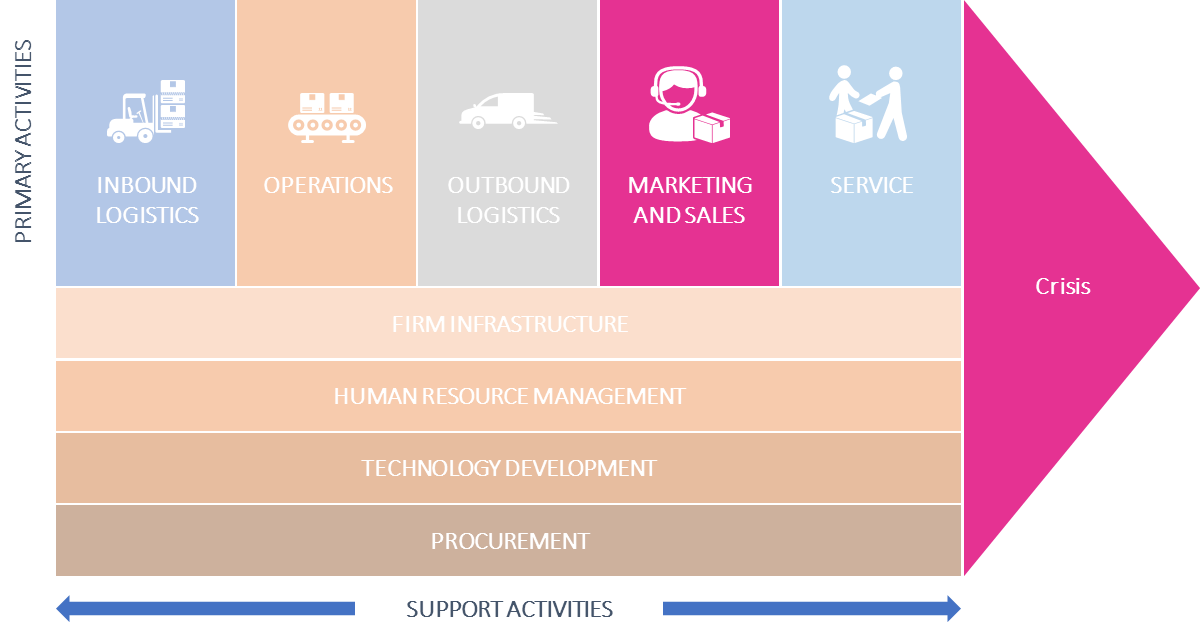 PRIMARY ACTIVITIES
INBOUND
LOGISTICS
OPERATIONS
OUTBOUND
LOGISTICS
MARKETING
AND SALES
SERVICE
Crisis
FIRM INFRASTRUCTURE
HUMAN RESOURCE MANAGEMENT
TECHNOLOGY DEVELOPMENT
PROCUREMENT
SUPPORT ACTIVITIES